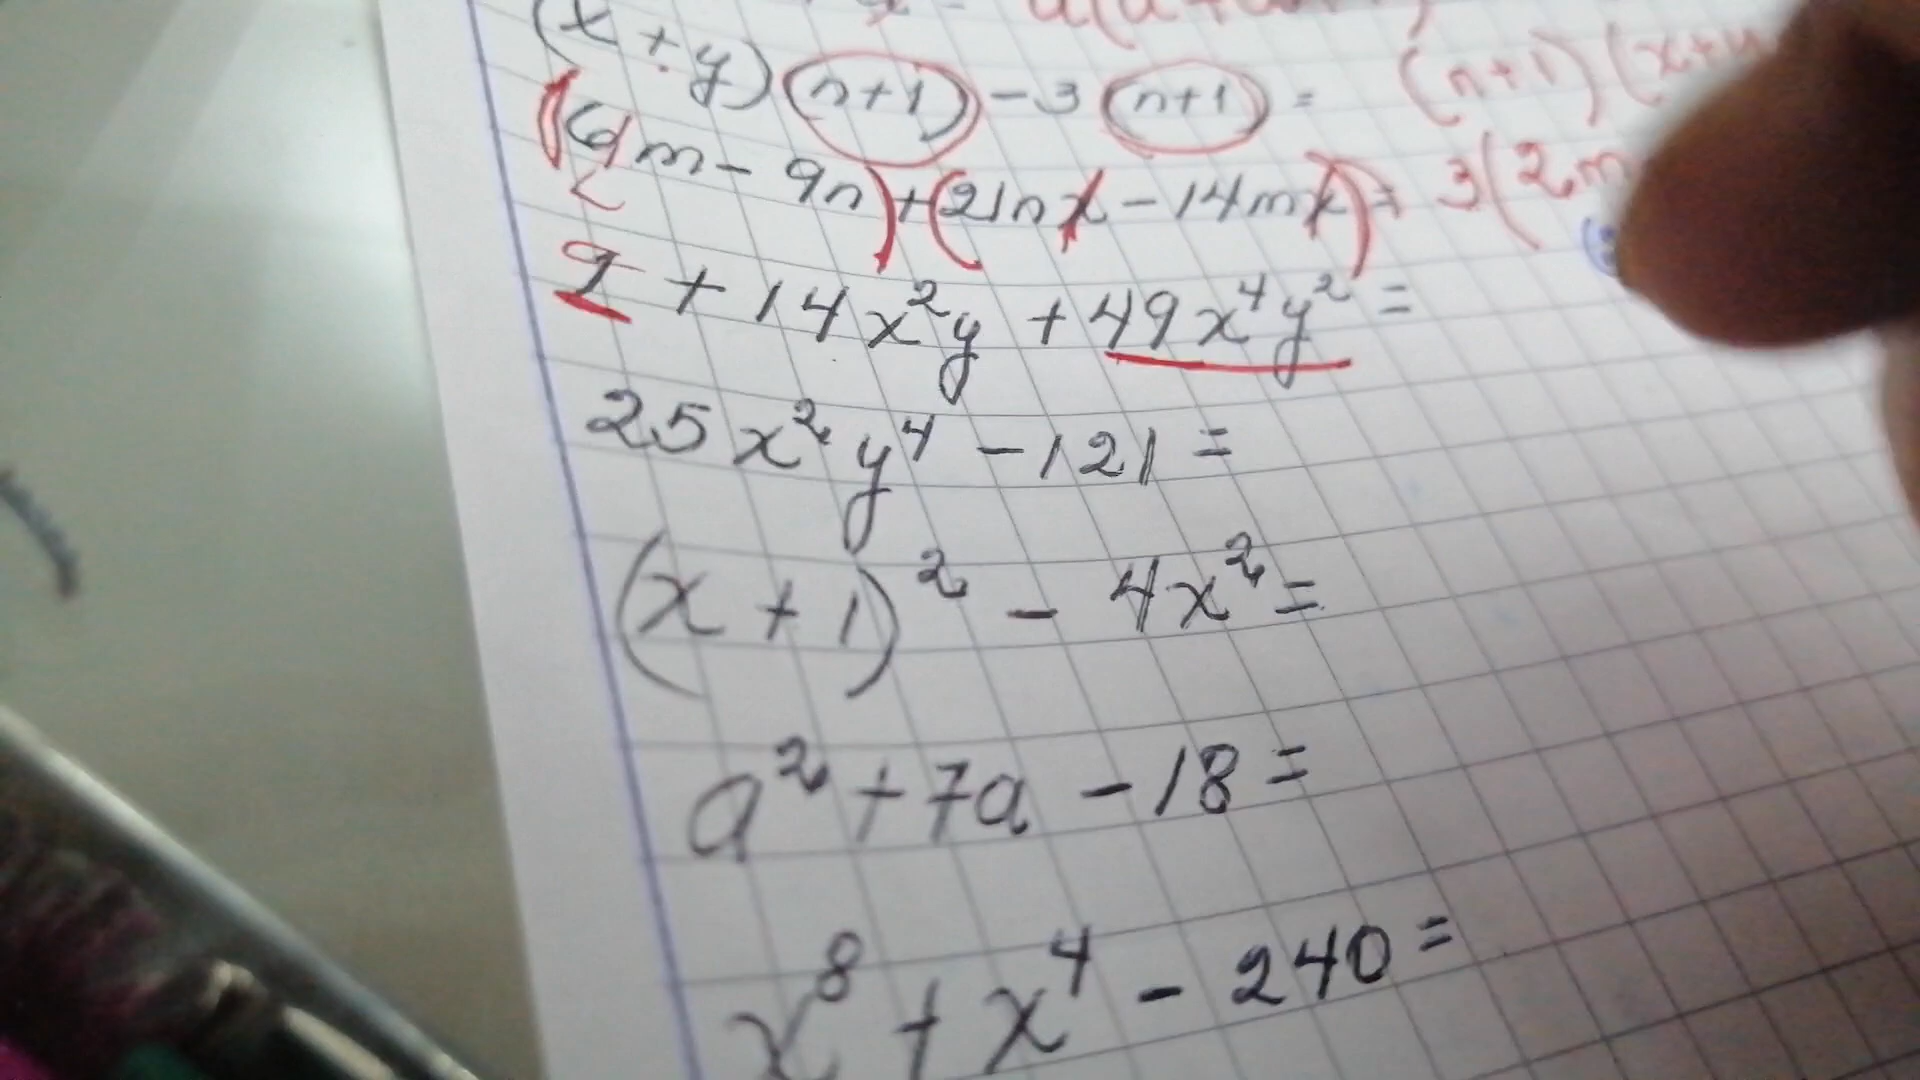 (x + y)(n+1) - 3(n+1) = (n+1)(x+y
(6m - 9n) + (21nx - 14mx) = 3(2m
9 + 14x²y + 49x⁴y² =
25x²y⁴ - 121 =
(x + 1)² - 4x² =
a² + 7a - 18 =
x⁸ + x⁴ - 240 =